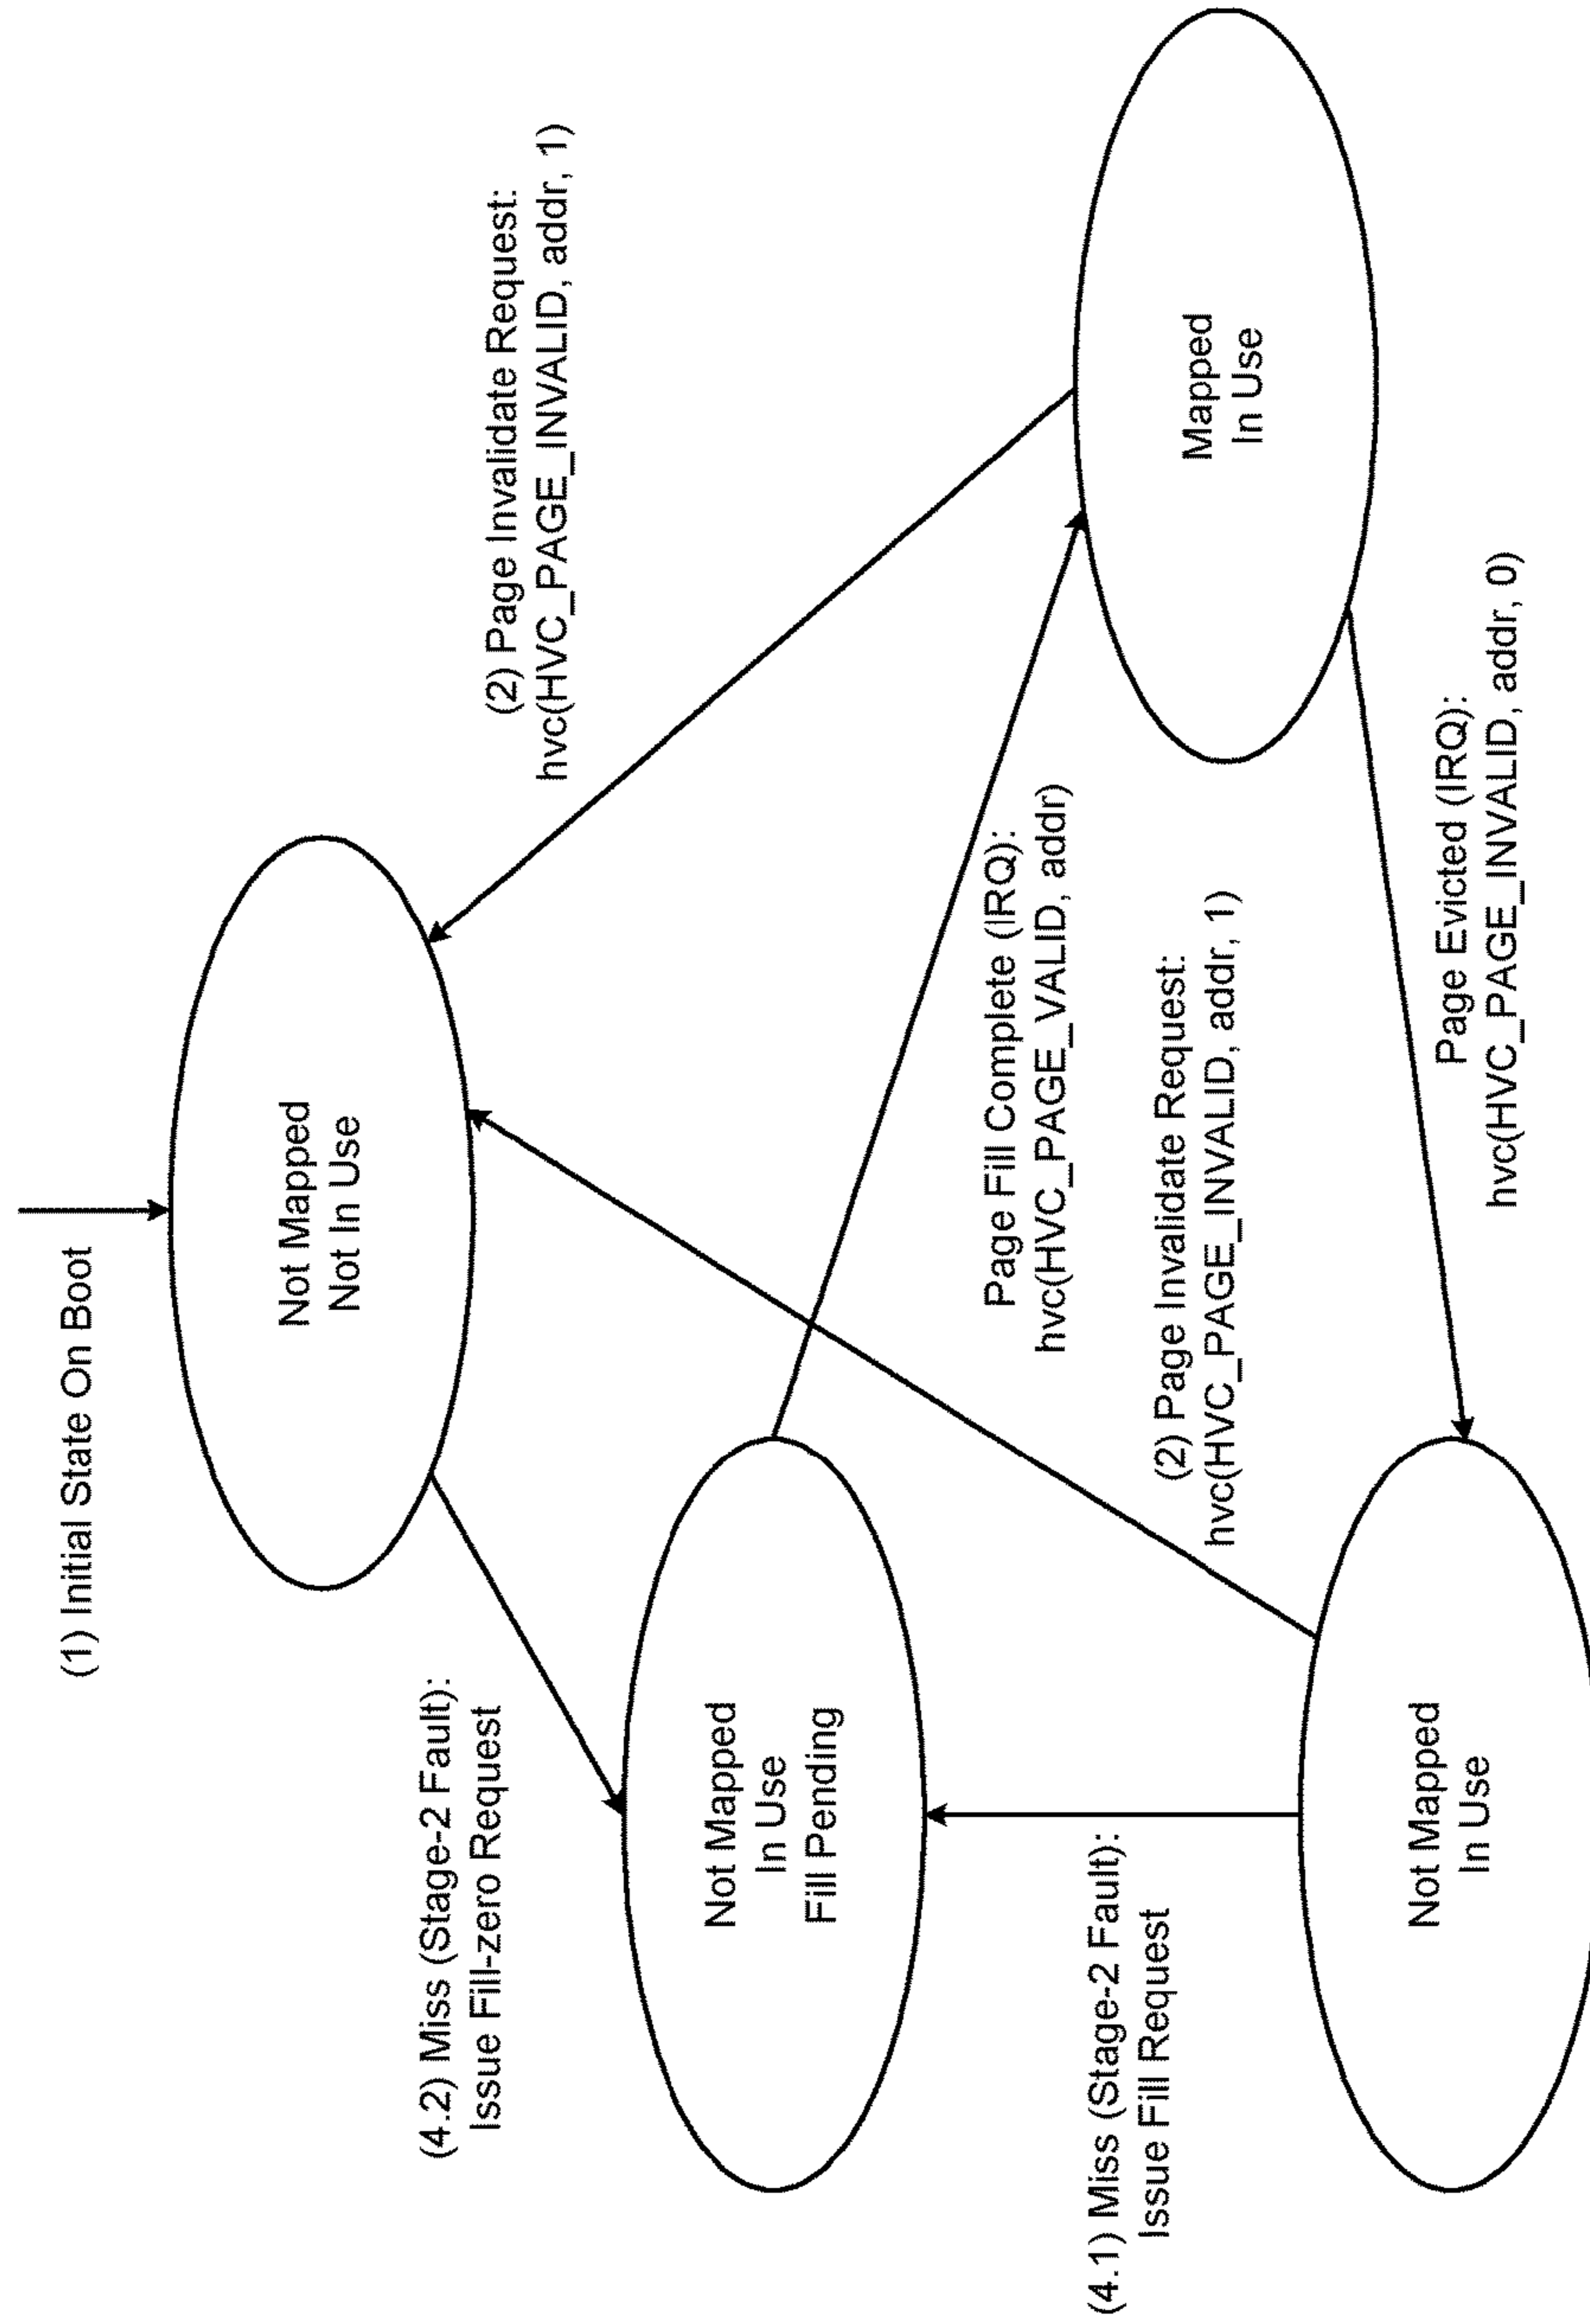 (1) Initial State On Boot
Not Mapped
Not In Use
(4.2) Miss (Stage-2 Fault):
Issue Fill-zero Request
(2) Page Invalidate Request:
hvc(HVC_PAGE_INVALID, addr, 1)
Not Mapped
In Use
Fill Pending
Page Fill Complete (IRQ):
hvc(HVC_PAGE_VALID, addr)
Mapped
In Use
(4.1) Miss (Stage-2 Fault):
Issue Fill Request
(2) Page Invalidate Request:
hvc(HVC_PAGE_INVALID, addr, 1)
Not Mapped
In Use
Page Evicted (IRQ):
hvc(HVC_PAGE_INVALID, addr, 0)